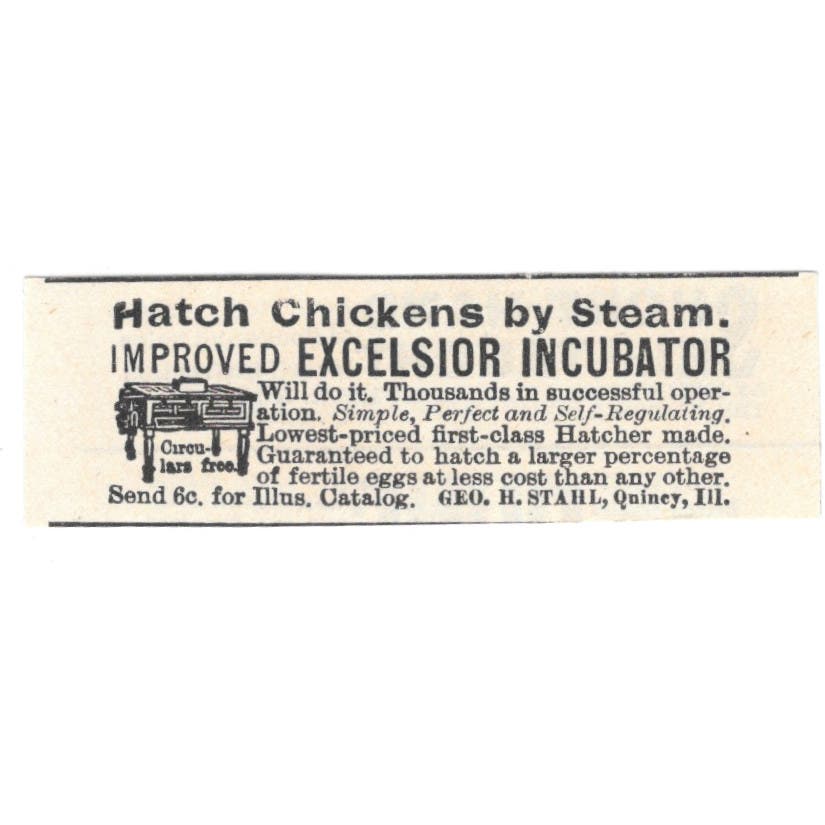 Hatch Chickens by Steam.
IMPROVED EXCELSIOR INCUBATOR
Will do it. Thousands in successful oper-
ation. Simple, Perfect and Self-Regulating.
Lowest-priced first-class Hatcher made.
Guaranteed to hatch a larger percentage
of fertile eggs at less cost than any other.
Circu-
lars free.
Send 6c. for Illus. Catalog. GEO. H. STAHL, Quincy, Ill.